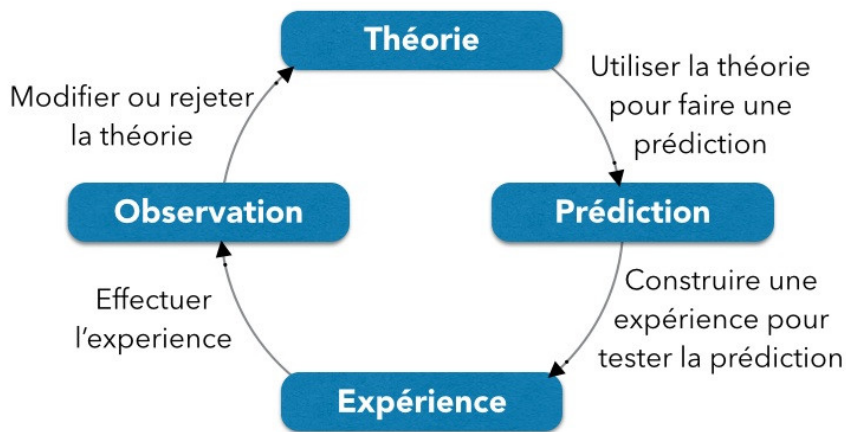 Théorie
Utiliser la théorie
pour faire une
prédiction
Prédiction
Construire une
expérience pour
tester la prédiction
Expérience
Effectuer
l'experience
Observation
Modifier ou rejeter
la théorie